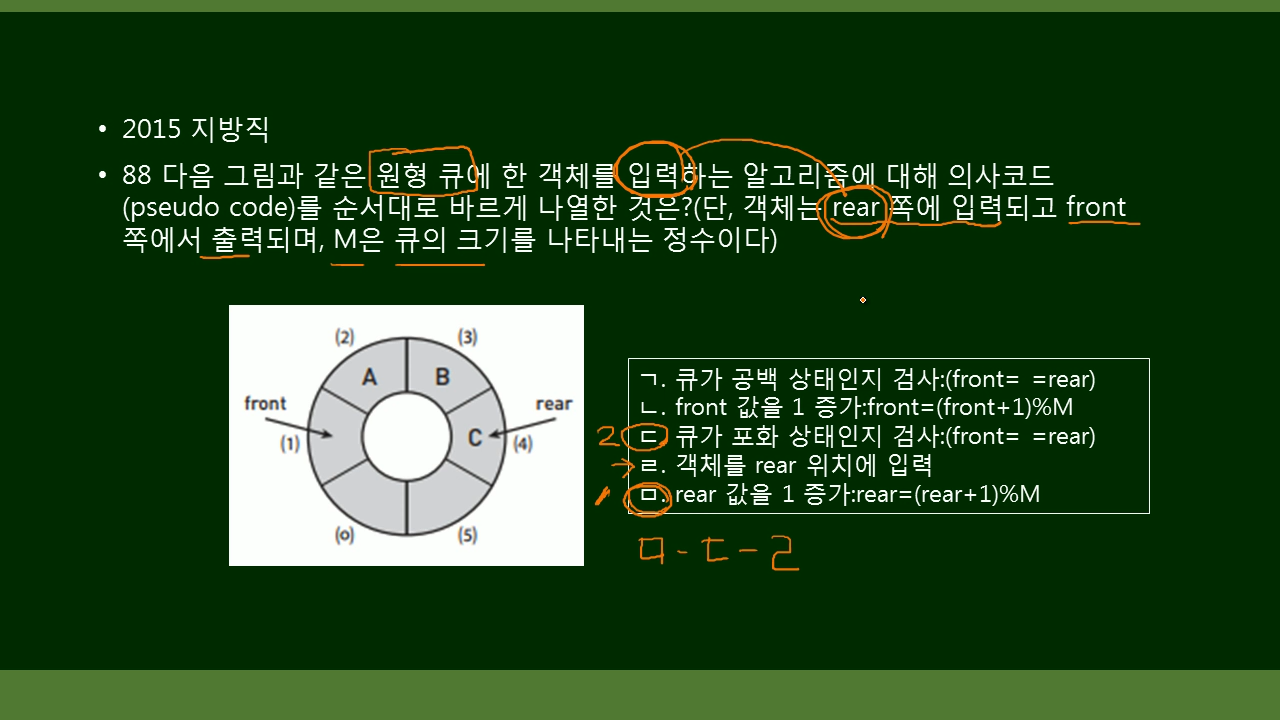 • 2015 지방직
• 88 다음 그림과 같은 원형 큐에 한 객체를 입력하는 알고리즘에 대해 의사코드
(pseudo code)를 순서대로 바르게 나열한 것은?(단, 객체는 rear 쪽에 입력되고 front
쪽에서 출력되며, M은 큐의 크기를 나타내는 정수이다)
(2) (3)
A B
front rear
(1) C (4)
(0) (5)
ㄱ. 큐가 공백 상태인지 검사:(front= =rear)
ㄴ. front 값을 1 증가:front=(front+1)%M
2 ㄷ. 큐가 포화 상태인지 검사:(front= =rear)
→ ㄹ. 객체를 rear 위치에 입력
1 ㅁ. rear 값을 1 증가:rear=(rear+1)%M
ㅁ-ㄷ-ㄹ